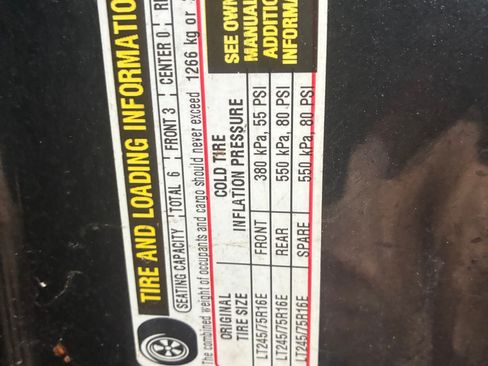 TIRE AND LOADING INFORMATION
SEATING CAPACITY TOTAL 6 FRONT 3 CENTER 0
The combined weight of occupants and cargo should never exceed 1266 kg or
ORIGINAL TIRE SIZE
COLD TIRE INFLATION PRESSURE
SEE OWN
MANUAL
ADDITIO
INFORMA
LT245/75R16E FRONT 380 kPa, 55 PSI
LT245/75R16E REAR 550 kPa, 80 PSI
LT245/75R16E SPARE 550 kPa, 80 PSI